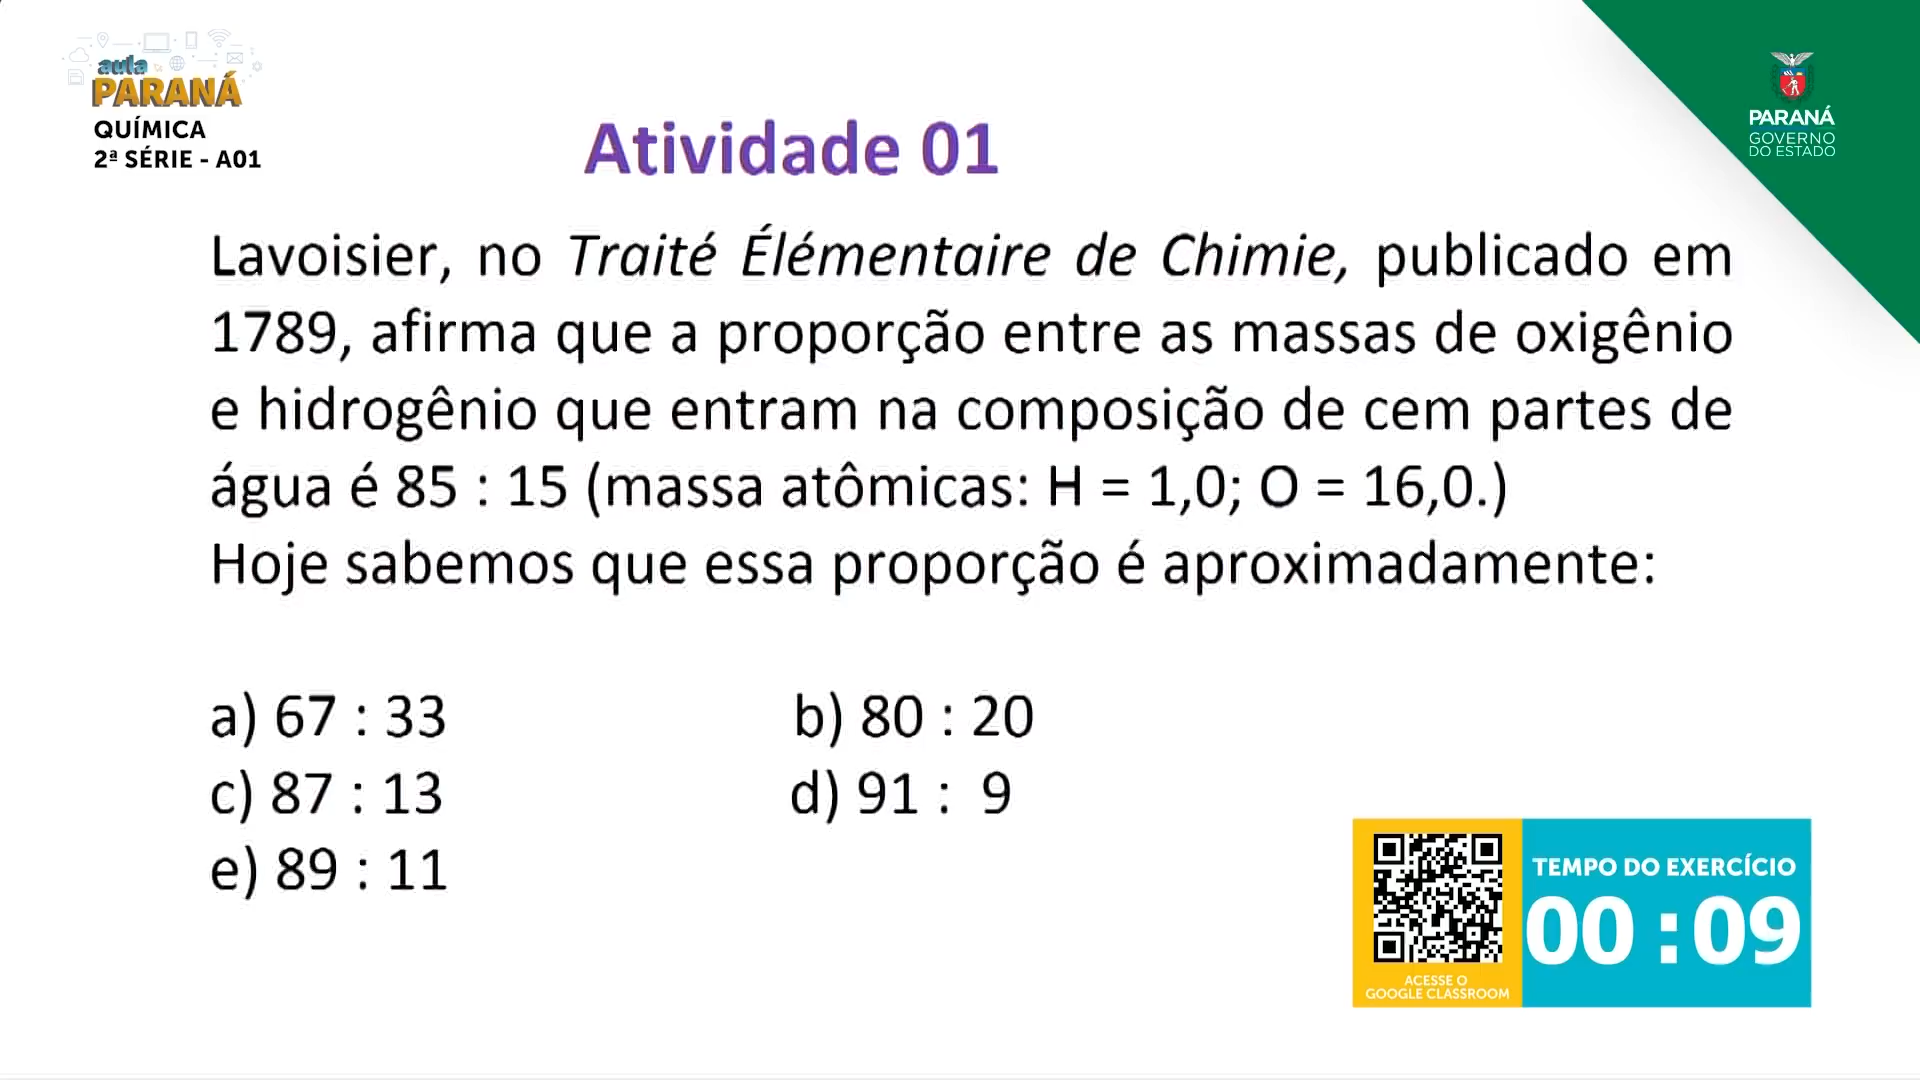 aula
PARANÁ
QUÍMICA
2ª SÉRIE - A01
PARANÁ
GOVERNO
DO ESTADO
Atividade 01
Lavoisier, no Traité Élémentaire de Chimie, publicado em
1789, afirma que a proporção entre as massas de oxigênio
e hidrogênio que entram na composição de cem partes de
água é 85 : 15 (massa atômicas: H = 1,0; O = 16,0.)
Hoje sabemos que essa proporção é aproximadamente:
a) 67 : 33
b) 80 : 20
c) 87 : 13
d) 91 : 9
e) 89 : 11
ACESSE O
GOOGLE CLASSROOM
TEMPO DO EXERCÍCIO
00 : 09